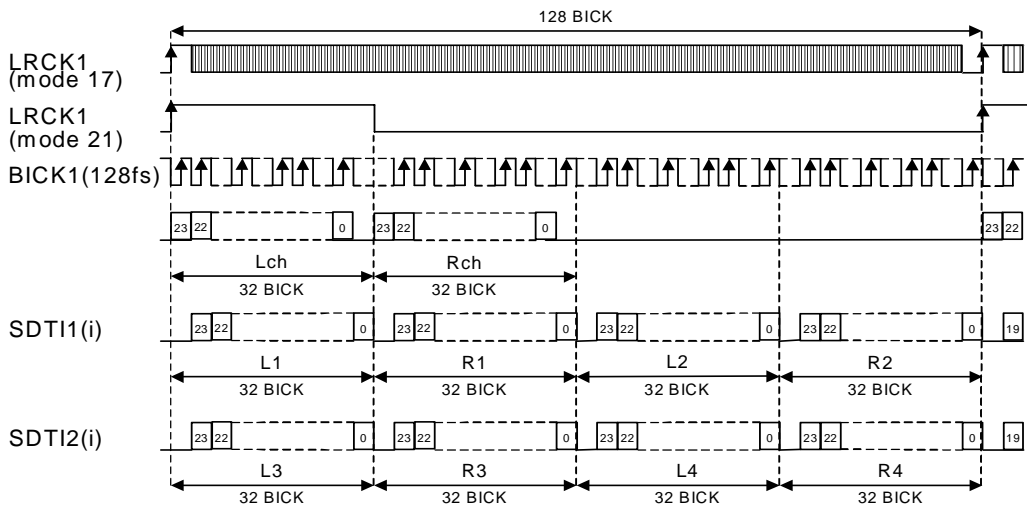 128 BICK
LRCK1
(mode 17)
LRCK1
(mode 21)
BICK1(128fs)
23 22 0 23 22 0 23 22
Lch Rch
32 BICK 32 BICK
SDTI1(i) 23 22 0 23 22 0 23 22 0 23 22 0 19
L1 R1 L2 R2
32 BICK 32 BICK 32 BICK 32 BICK
SDTI2(i) 23 22 0 23 22 0 23 22 0 23 22 0 19
L3 R3 L4 R4
32 BICK 32 BICK 32 BICK 32 BICK